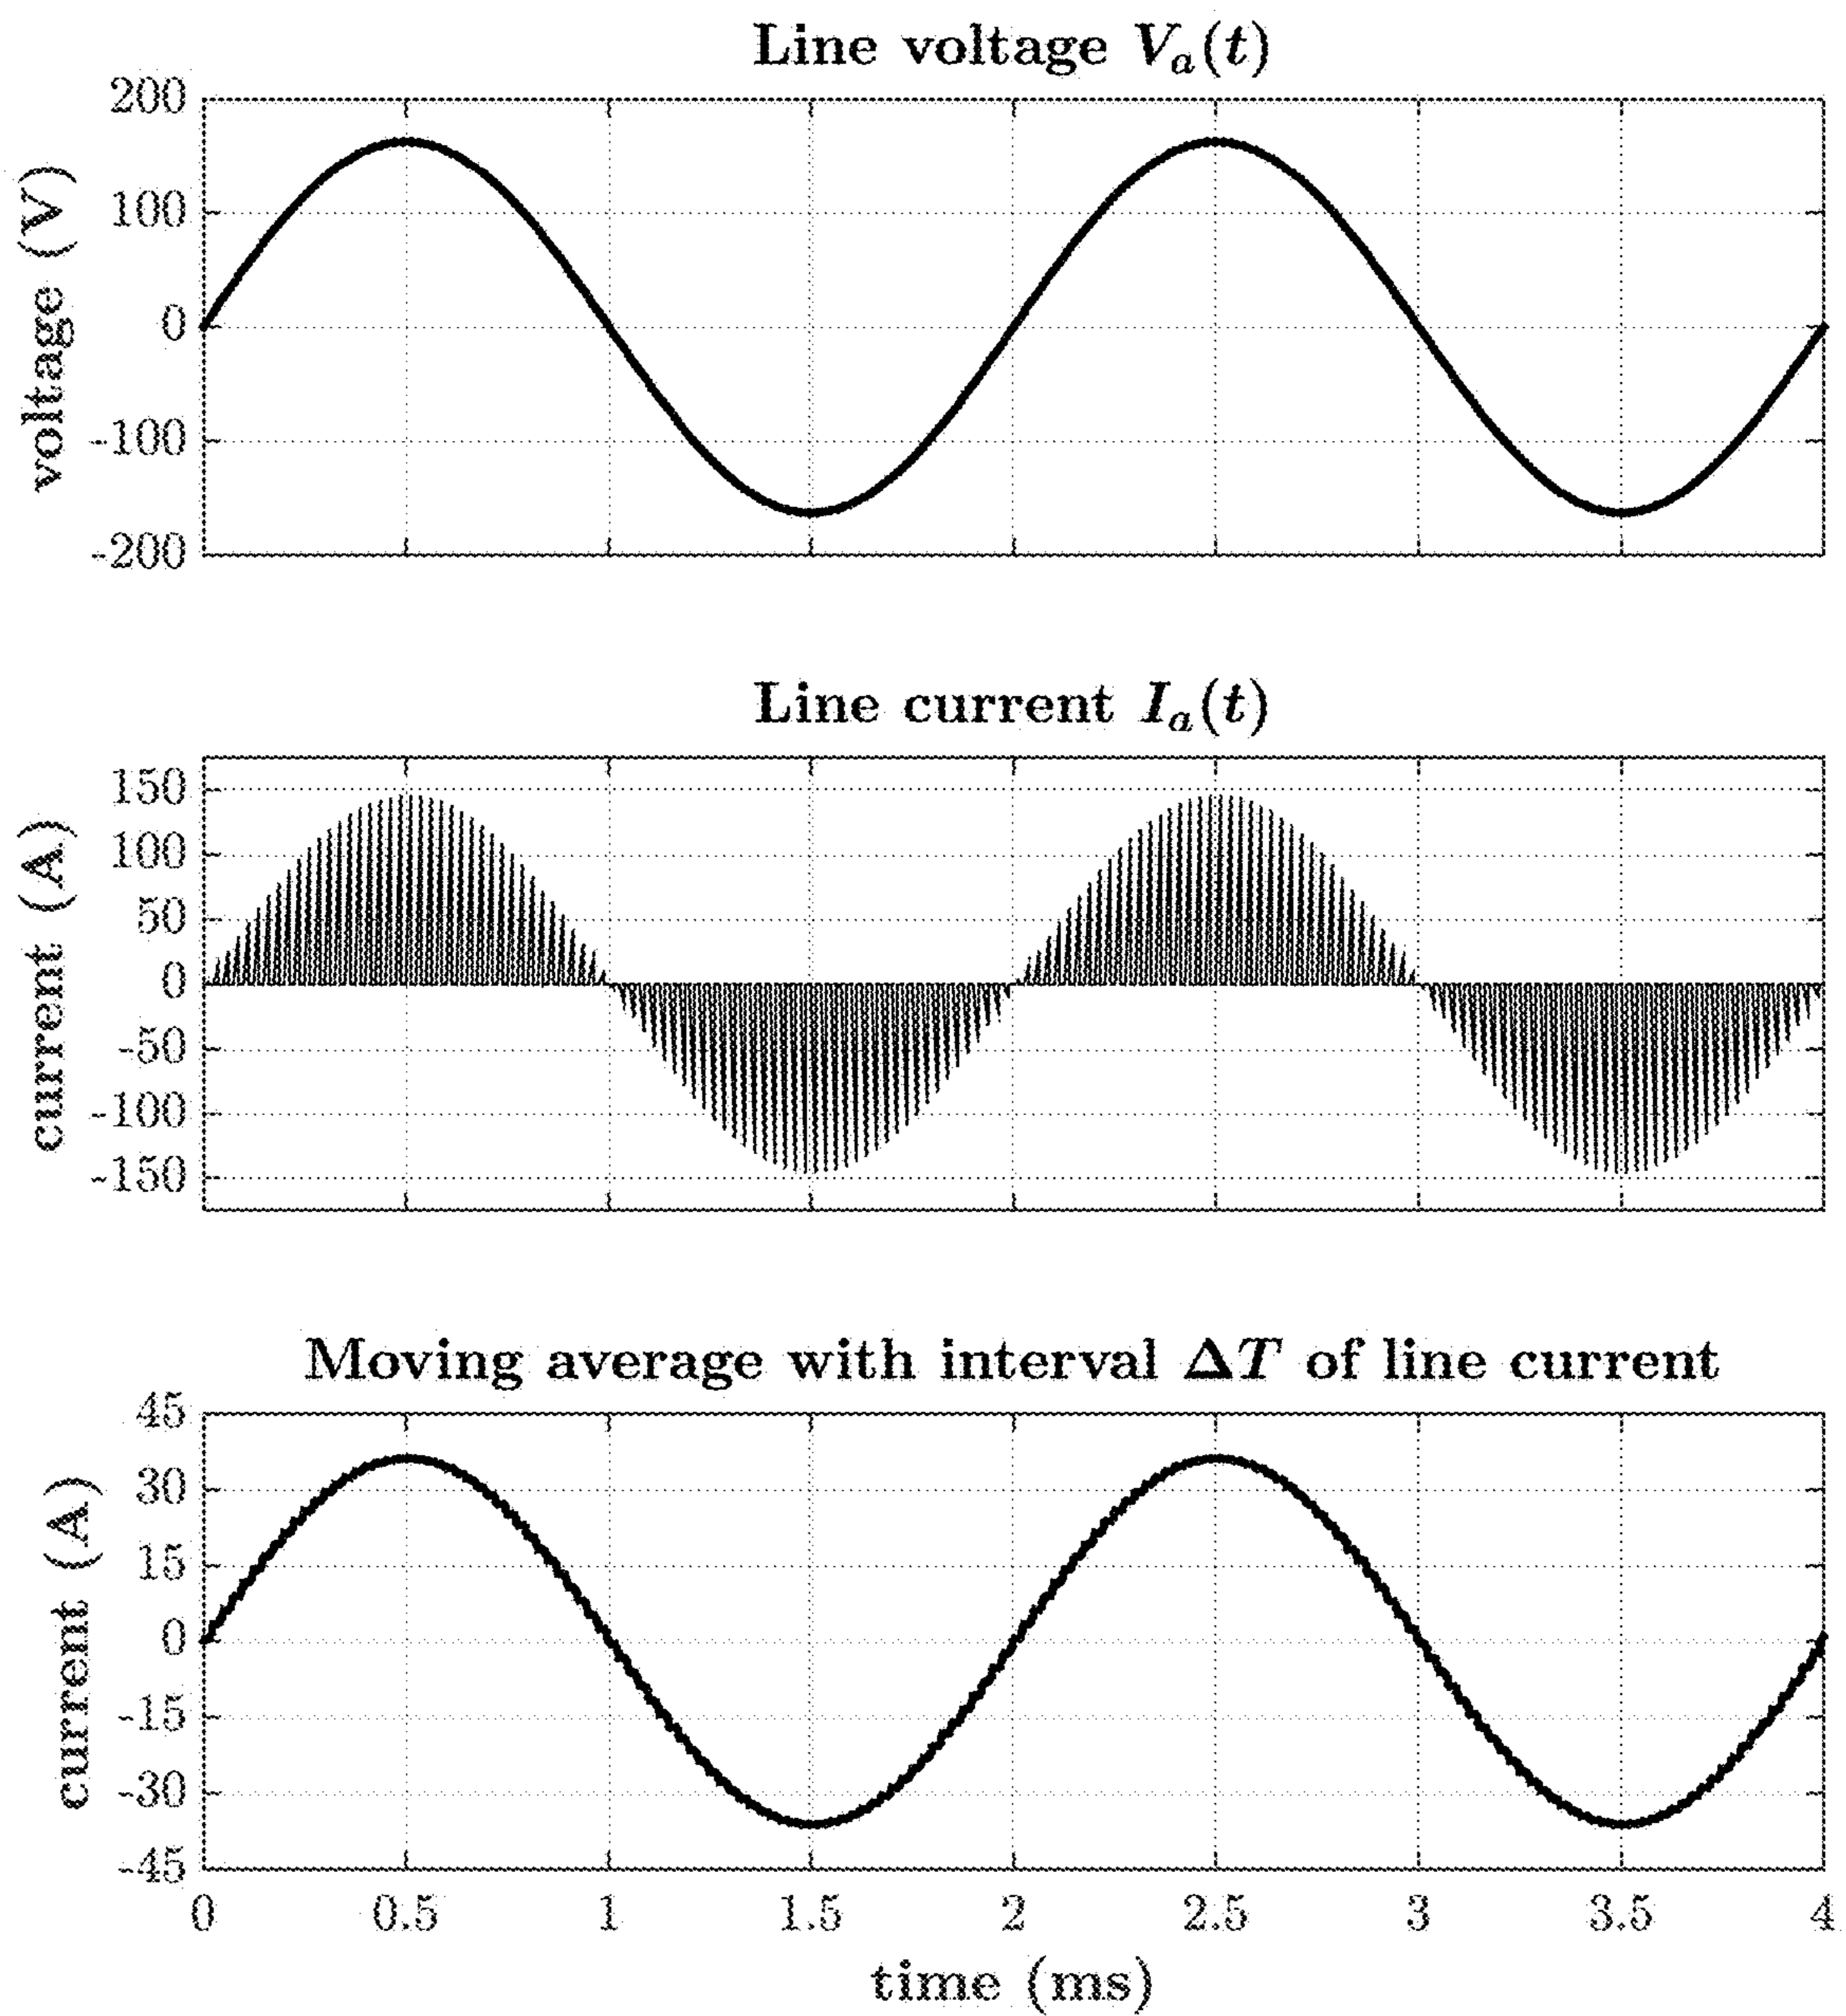 Line voltage Va(t)
voltage (V)
200
100
0
-100
-200
Line current Ia(t)
current (A)
150
100
50
0
-50
-100
-150
Moving average with interval ΔT of line current
current (A)
45
30
15
0
-15
-30
-45
0 0.5 1 1.5 2 2.5 3 3.5 4
time (ms)